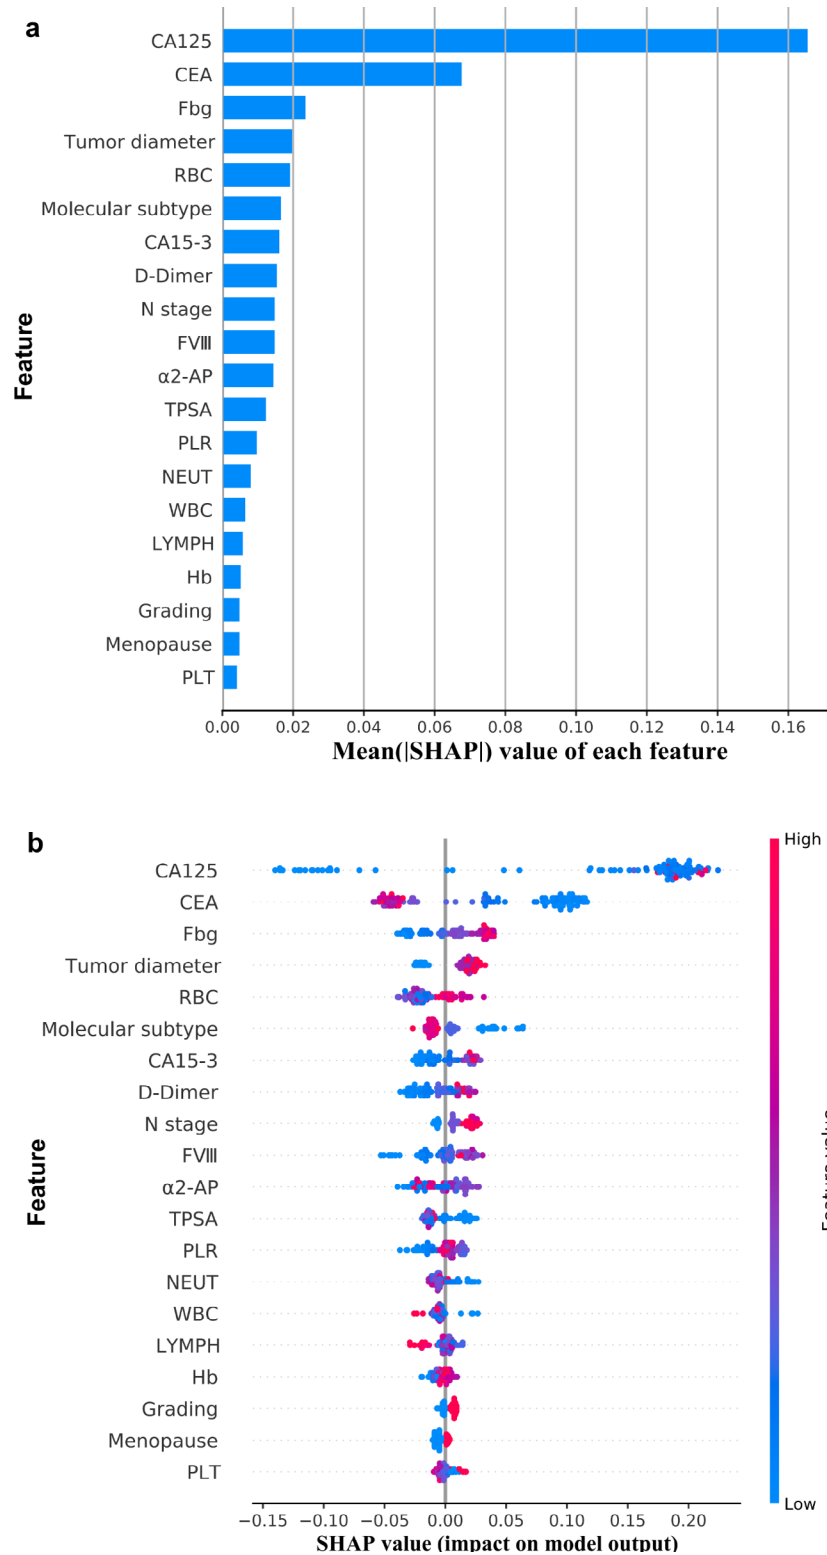 a
CA125
CEA
Fbg
Tumor diameter
RBC
Molecular subtype
CA15-3
D-Dimer
N stage
FVⅢ
α2-AP
TPSA
PLR
NEUT
WBC
LYMPH
Hb
Grading
Menopause
PLT
Feature
0.00 0.02 0.04 0.06 0.08 0.10 0.12 0.14 0.16
Mean(|SHAP|) value of each feature
b
High
CA125
CEA
Fbg
Tumor diameter
RBC
Molecular subtype
CA15-3
D-Dimer
N stage
FVⅢ
α2-AP
TPSA
PLR
NEUT
WBC
LYMPH
Hb
Grading
Menopause
PLT
Feature
Feature value
Low
−0.15 −0.10 −0.05 0.00 0.05 0.10 0.15 0.20
SHAP value (impact on model output)